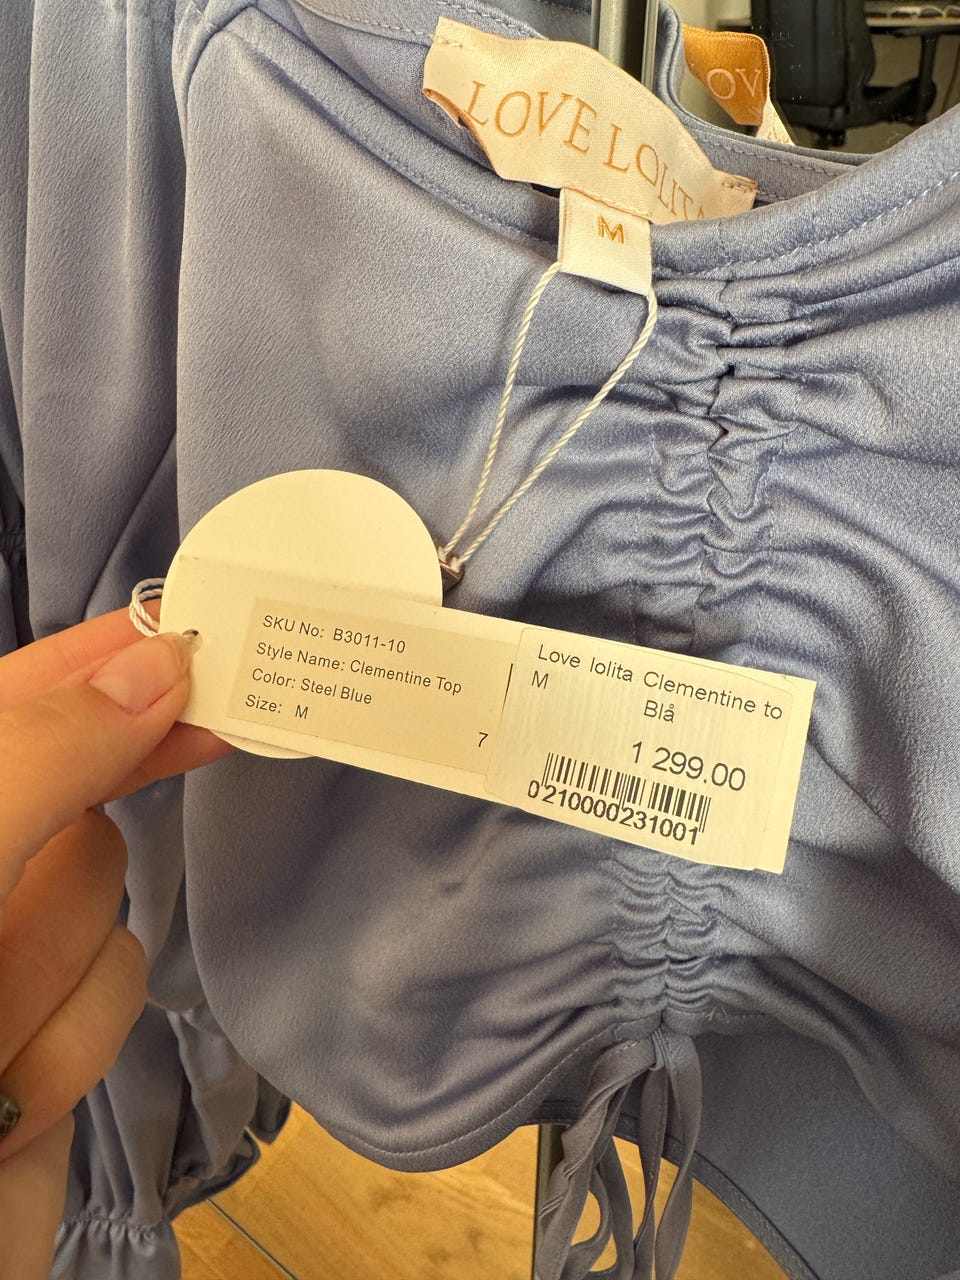 LOVE LOLITA
M
OV
SKU No: B3011-10
Style Name: Clementine Top
Color: Steel Blue
Size: M
7
Love lolita Clementine to
M
Blå
1 299.00
0210000231001